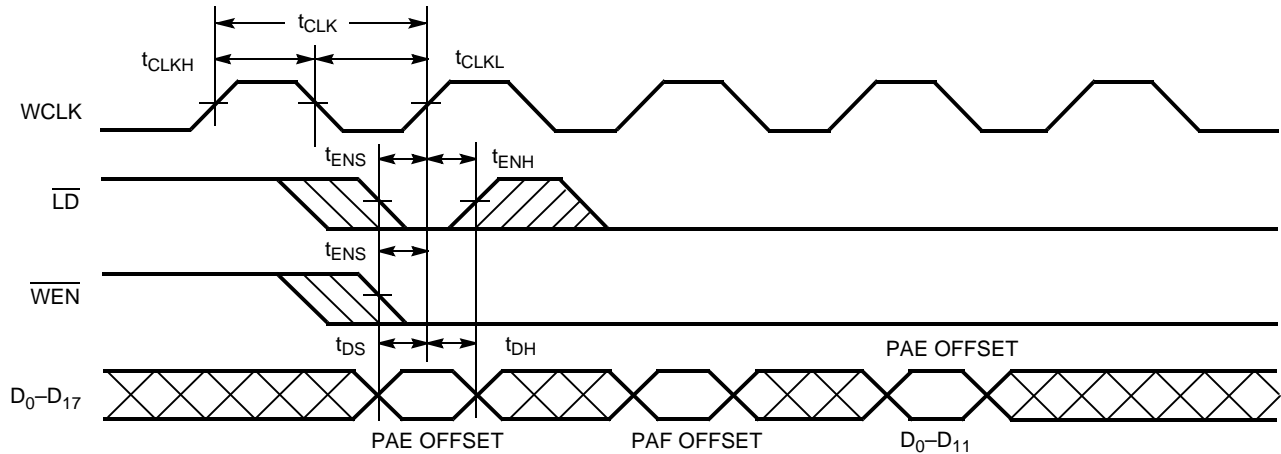 tCLK
tCLKH
tCLKL
WCLK
tENS
tENH
LD
tENS
WEN
tDS
tDH
PAE OFFSET
D0–D17
PAE OFFSET
PAF OFFSET
D0–D11